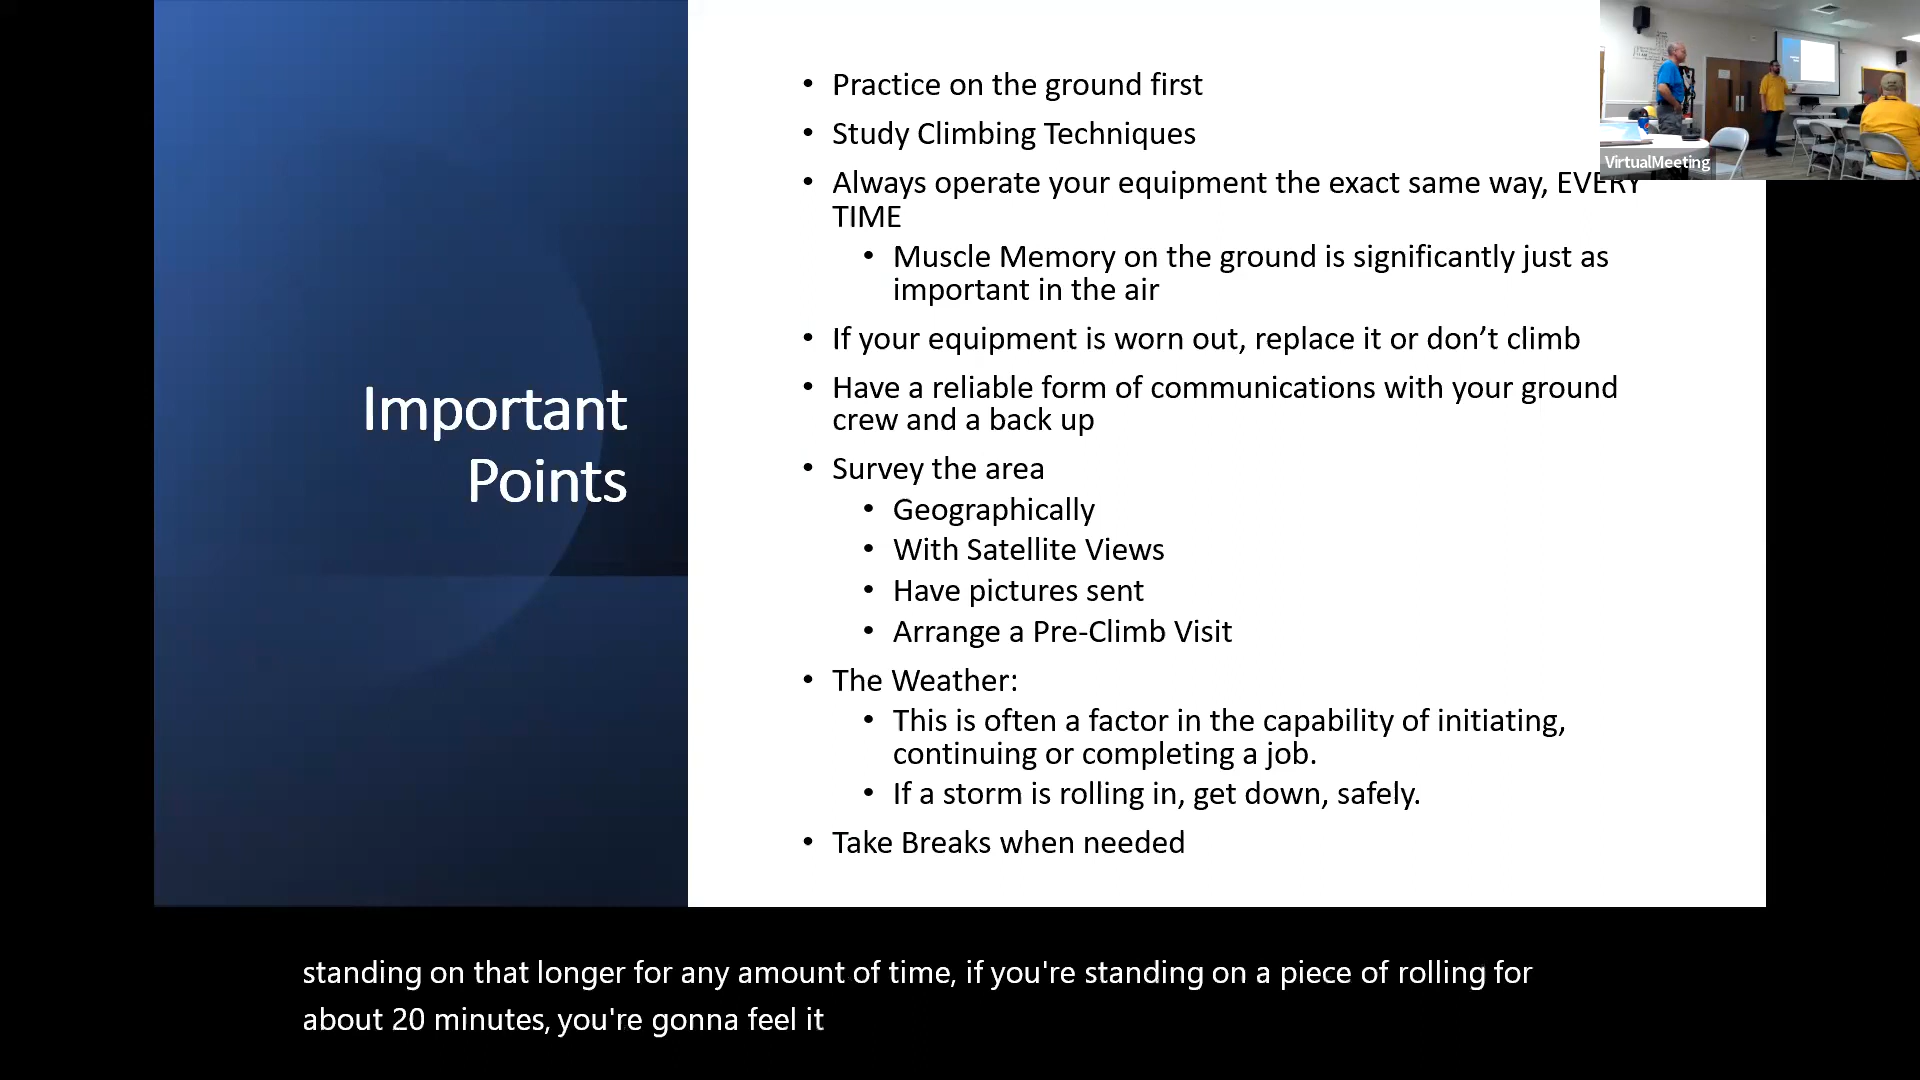 Important
Points
• Practice on the ground first
• Study Climbing Techniques
• Always operate your equipment the exact same way, EVERY
TIME
• Muscle Memory on the ground is significantly just as
important in the air
• If your equipment is worn out, replace it or don’t climb
• Have a reliable form of communications with your ground
crew and a back up
• Survey the area
• Geographically
• With Satellite Views
• Have pictures sent
• Arrange a Pre-Climb Visit
• The Weather:
• This is often a factor in the capability of initiating,
continuing or completing a job.
• If a storm is rolling in, get down, safely.
• Take Breaks when needed
VirtualMeeting
standing on that longer for any amount of time, if you're standing on a piece of rolling for
about 20 minutes, you're gonna feel it